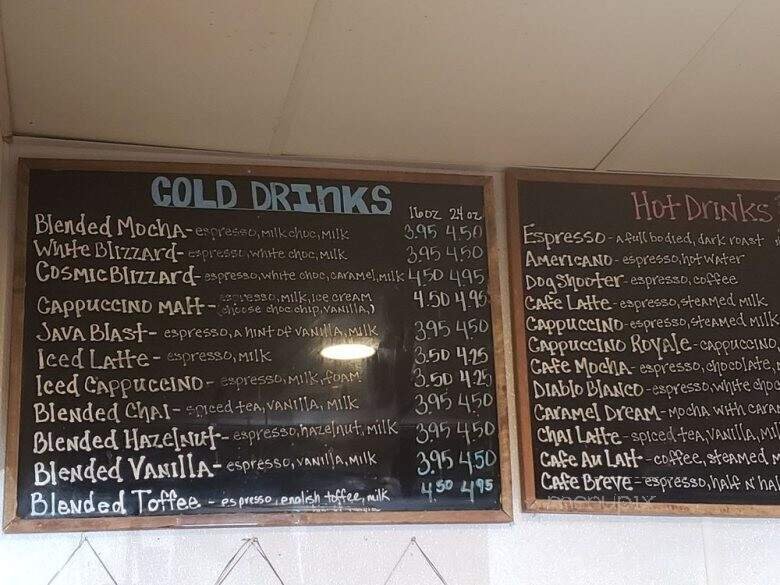 COLD DRINKS
16oz 24oz
Blended Mocha- espresso, milk choc, milk 3.95 4.50
White Blizzard- espresso, white choc, milk 3.95 4.50
Cosmic Blizzard- espresso, white choc, caramel, milk 4.50 4.95
Cappuccino Malt- espresso, milk, ice cream 4.50 4.95
(choose choc chip, vanilla,)
Java Blast- espresso, a hint of vanilla, milk 3.95 4.50
Iced Latte- espresso, milk 3.50 4.25
Iced Cappuccino- espresso, milk, foam 3.50 4.25
Blended Chai- spiced tea, vanilla, milk 3.95 4.50
Blended Hazelnut- espresso, hazelnut, milk 3.95 4.50
Blended Vanilla- espresso, vanilla, milk 3.95 4.50
Blended Toffee - espresso, english toffee, milk 4.50 4.95
Hot Drinks
Espresso- a full bodied, dark roast
Americano- espresso, hot water
Dog Shooter- espresso, coffee
Cafe Latte- espresso, steamed milk
Cappuccino- espresso, steamed milk
Cappuccino Royale- cappuccino,
Cafe Mocha- espresso, chocolate,
Diablo Blanco- espresso, white choc
Caramel Dream- mocha with cara
Chai Latte- spiced tea, vanilla, mil
Cafe Au Lait- coffee, steamed m
Cafe Breve- espresso, half n' hal
menupix